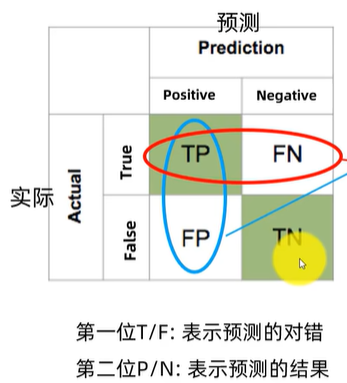 预测
Prediction
Positive Negative
True TP FN
实际 Actual
False FP TN
第一位T/F: 表示预测的对错
第二位P/N: 表示预测的结果